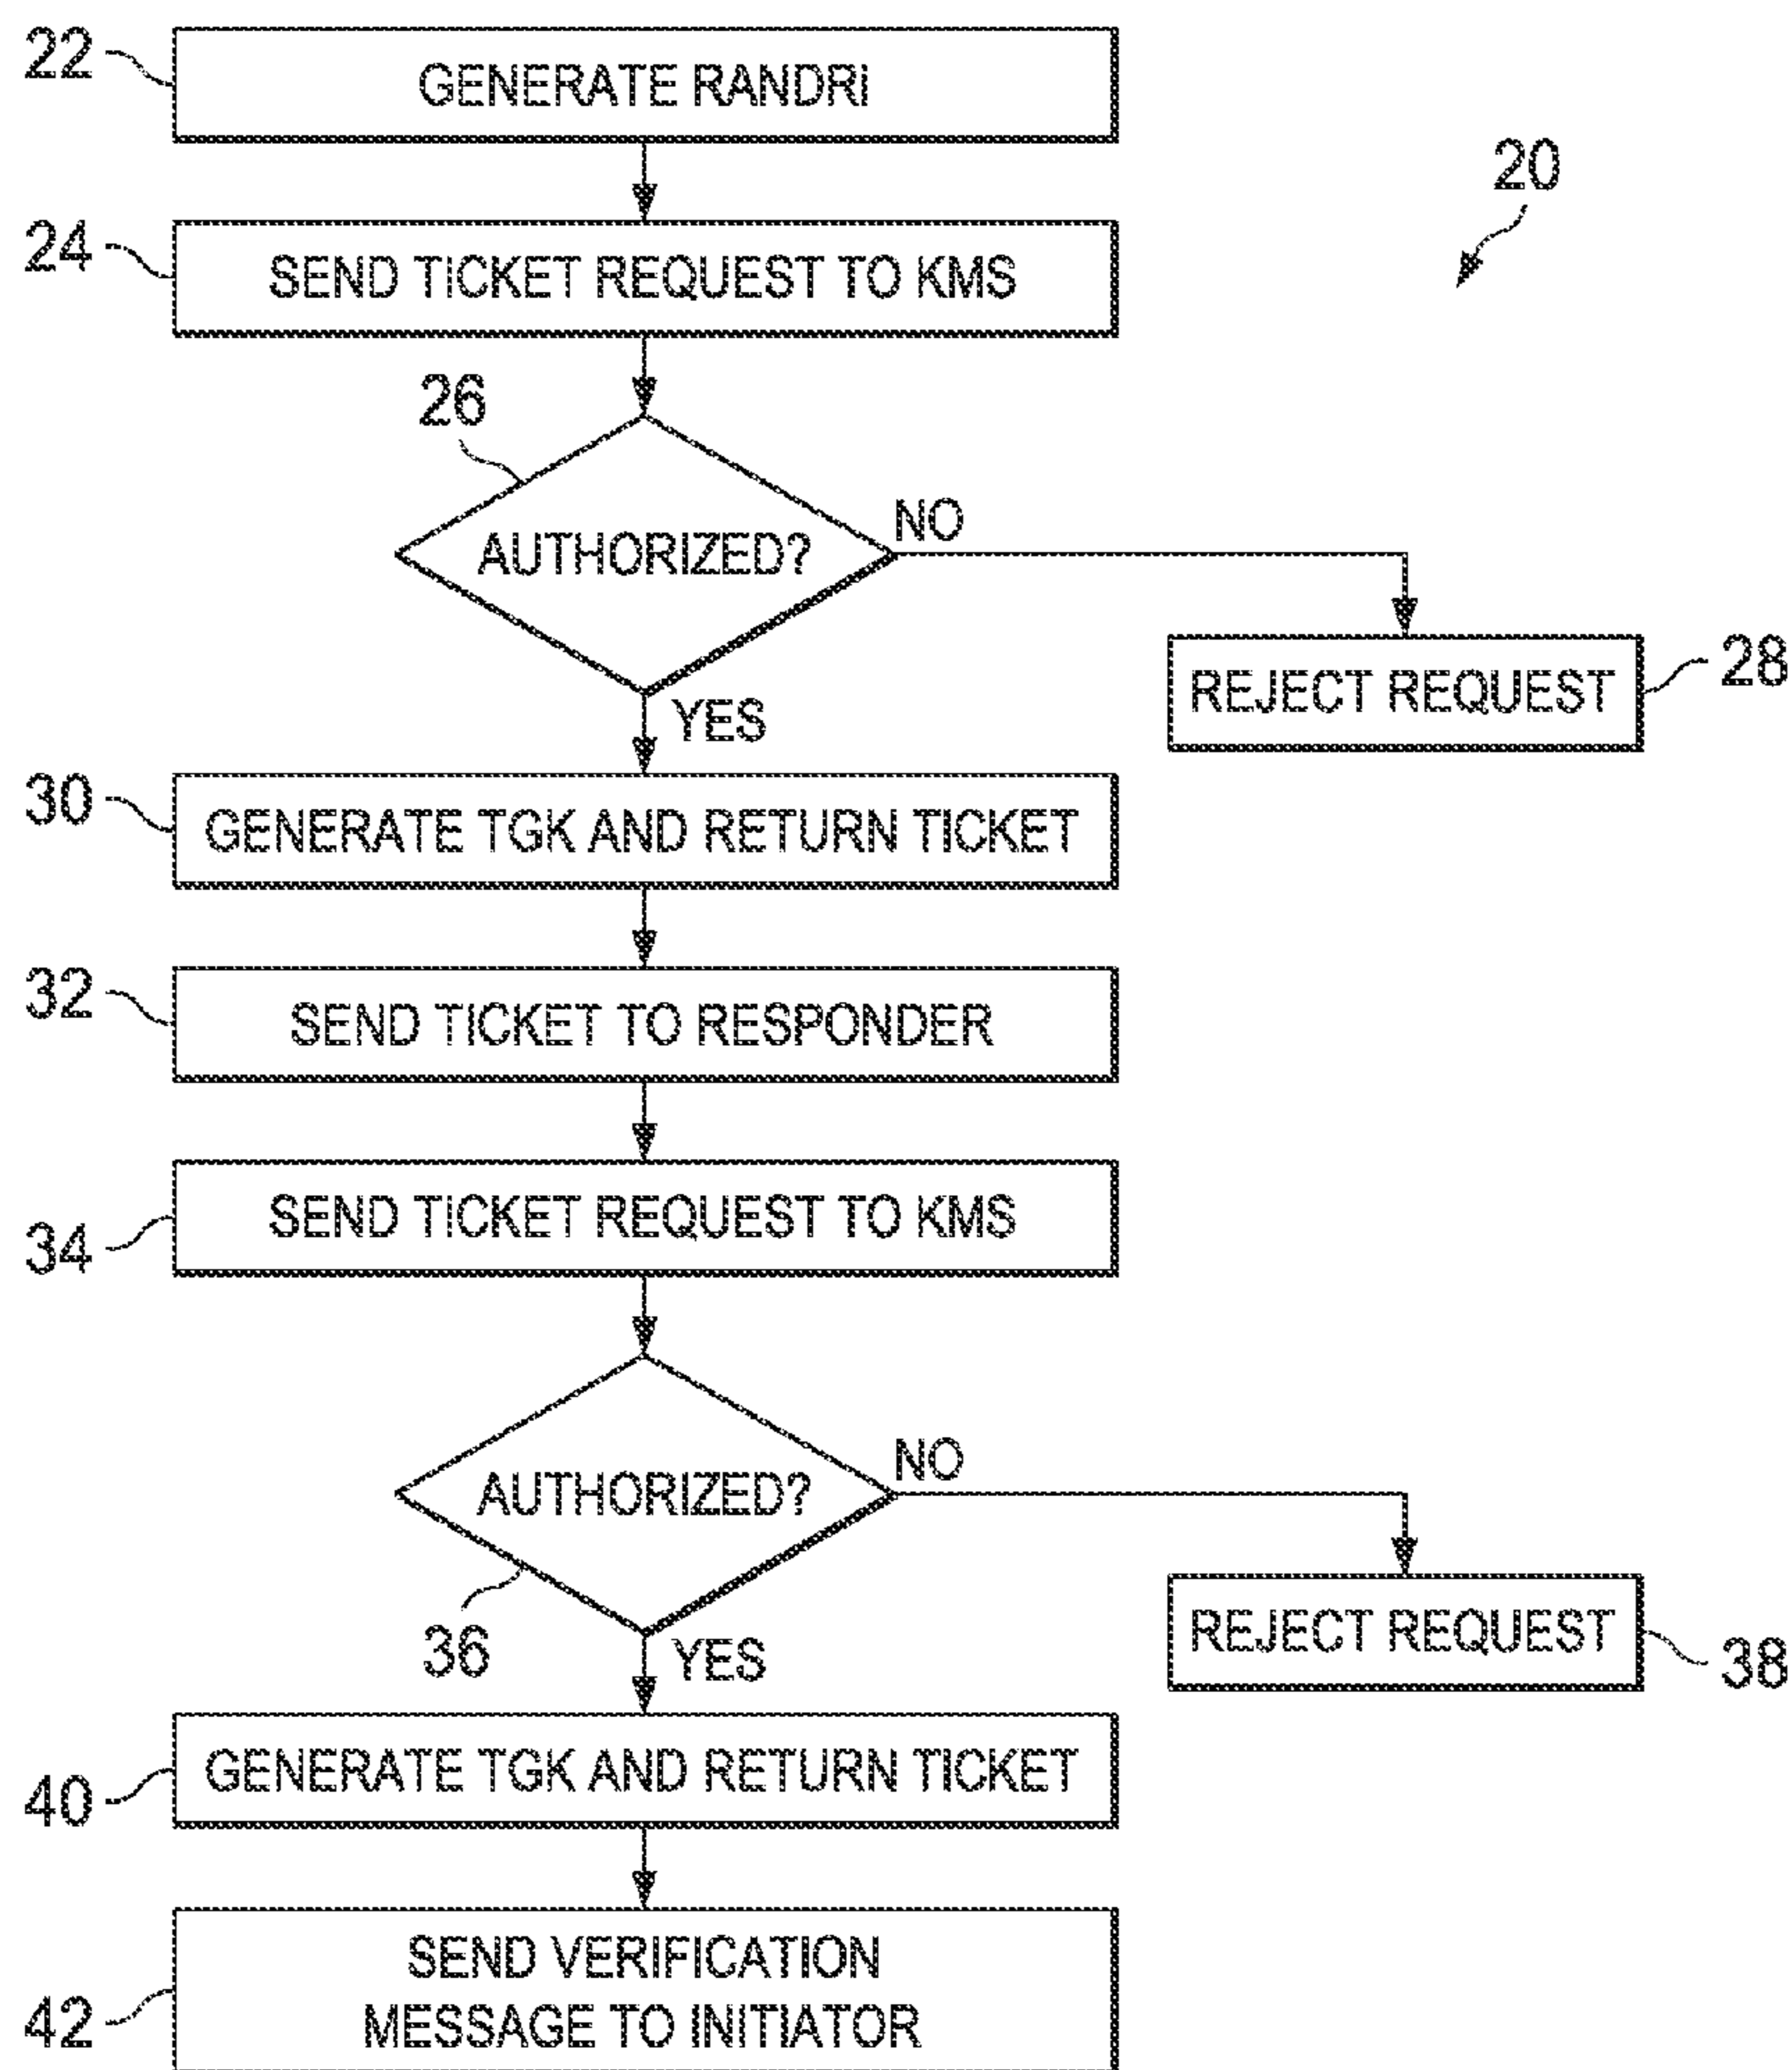 22
GENERATE RANDRi
20
24
SEND TICKET REQUEST TO KMS
26
AUTHORIZED?
NO
28
REJECT REQUEST
YES
30
GENERATE TGK AND RETURN TICKET
32
SEND TICKET TO RESPONDER
34
SEND TICKET REQUEST TO KMS
AUTHORIZED?
NO
36
YES
REJECT REQUEST
38
40
GENERATE TGK AND RETURN TICKET
42
SEND VERIFICATION
MESSAGE TO INITIATOR